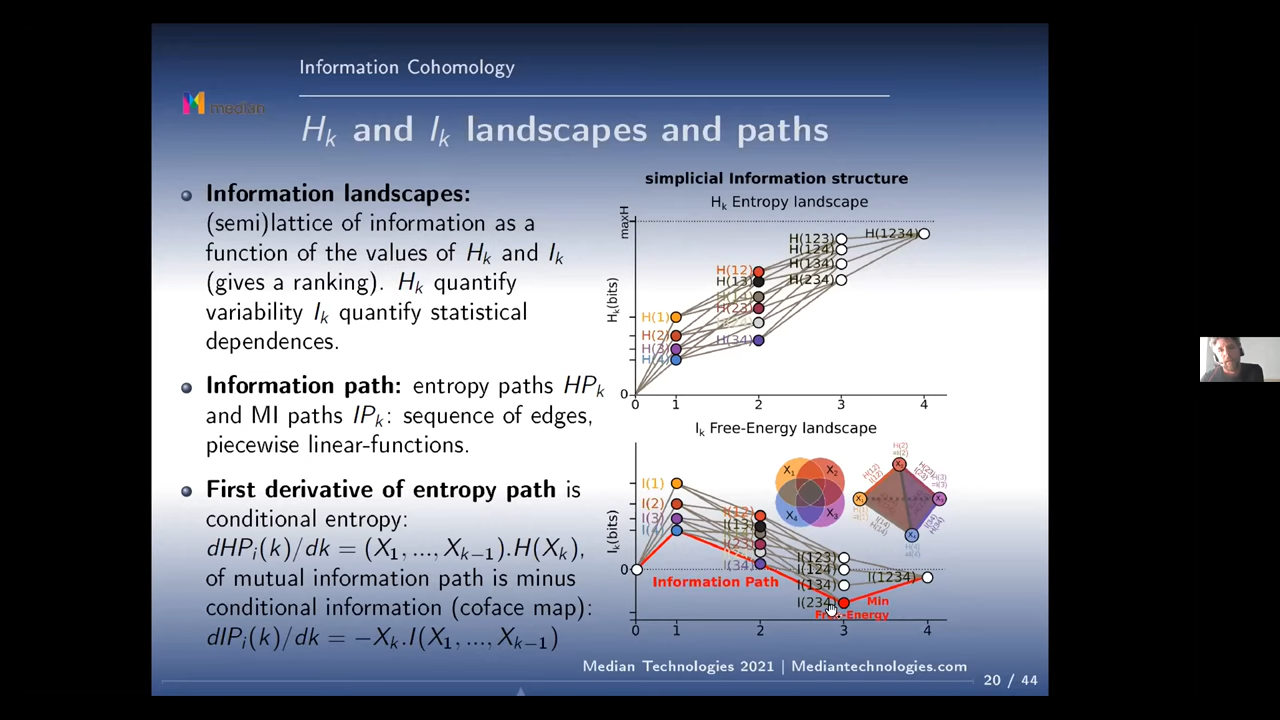 Information Cohomology
median
H_k and I_k landscapes and paths
Information landscapes:
(semi)lattice of information as a
function of the values of H_k and I_k
(gives a ranking). H_k quantify
variability I_k quantify statistical
dependences.
Information path: entropy paths HP_k
and MI paths IP_k: sequence of edges,
piecewise linear-functions.
First derivative of entropy path is
conditional entropy:
dHP_i(k)/dk = (X_1, ..., X_{k-1}).H(X_k),
of mutual information path is minus
conditional information (coface map):
dIP_i(k)/dk = −X_k.I(X_1, ..., X_{k-1})
simplicial Information structure
H_k Entropy landscape
maxH
H_k(bits)
0
H(1)
H(2)
H(3)
H(4)
H(12)
H(13)
H(23)
H(34)
H(123)
H(124)
H(134)
H(234)
H(1234)
0 1 2 3 4
I_k Free-Energy landscape
I_k(bits)
0
I(1)
I(2)
I(3)
I(4)
I(12)
I(13)
I(23)
I(34)
I(123)
I(124)
I(134)
I(234)
I(1234)
Information Path
Min
Free-Energy
X_1 X_2
X_4 X_3
H(2)
H(12)
I(12)
0 1 2 3 4
Median Technologies 2021 | Mediantechnologies.com
20 / 44